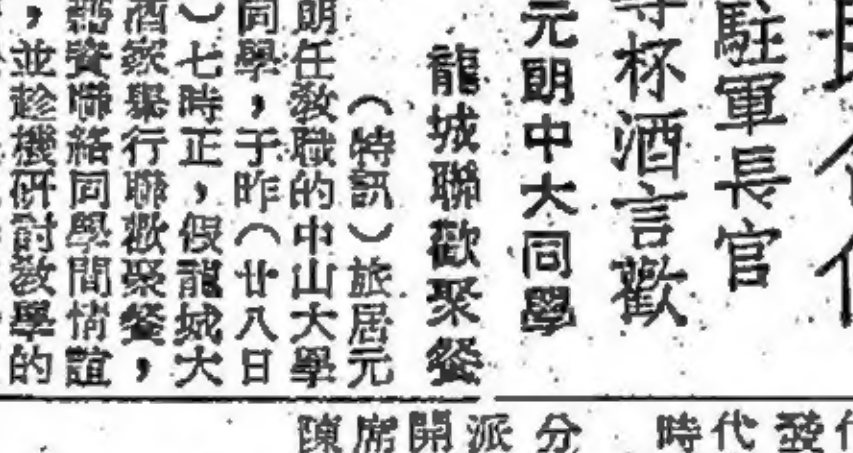 駐軍長官
杯酒言歡
元朗中大同學
龍城聯歡聚餐
（特訊）旅居元
朗任教職的中山大學
同學，于昨（廿八日
）七時正，假龍城大
酒家舉行聯歡聚餐，
藉資聯絡同學間情誼
，並趁機研討教學的
時代發
分派開席